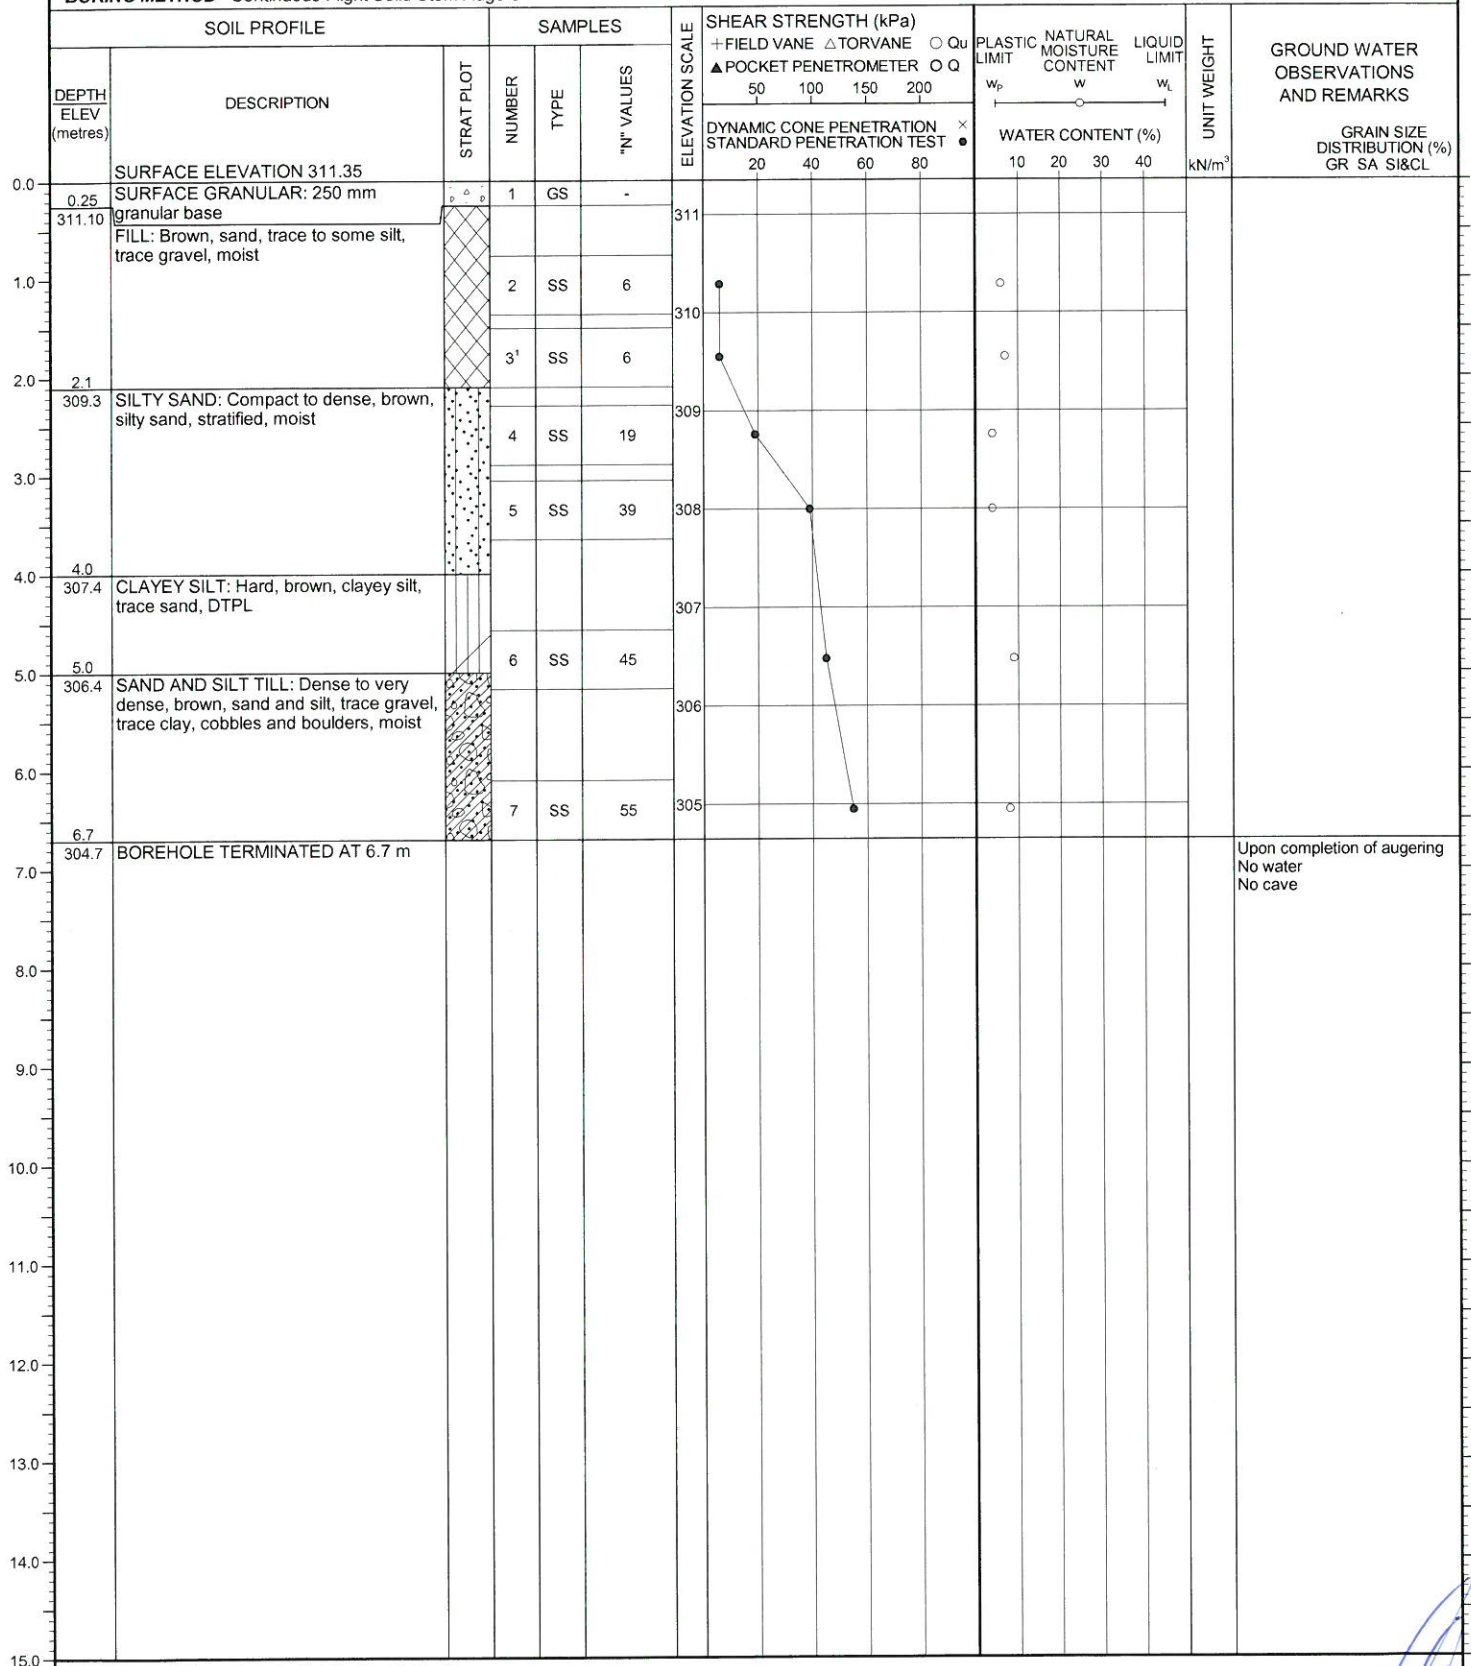 BORING METHOD Continuous Flight Solid Stem
SOIL PROFILE
SAMPLES
DEPTH
ELEV
(metres)
DESCRIPTION
STRAT PLOT
NUMBER
TYPE
"N" VALUES
ELEVATION SCALE
SHEAR STRENGTH (kPa)
+FIELD VANE △TORVANE ○ Qu
▲POCKET PENETROMETER O Q
50 100 150 200
DYNAMIC CONE PENETRATION ×
STANDARD PENETRATION TEST ●
20 40 60 80
PLASTIC LIMIT
NATURAL MOISTURE CONTENT
LIQUID LIMIT
WP W WL
WATER CONTENT (%)
10 20 30 40
UNIT WEIGHT
kN/m³
GROUND WATER
OBSERVATIONS
AND REMARKS
GRAIN SIZE
DISTRIBUTION (%)
GR SA SI&CL
SURFACE ELEVATION 311.35
0.0
0.25
311.10
SURFACE GRANULAR: 250 mm
granular base
1 GS -
311
FILL: Brown, sand, trace to some silt,
trace gravel, moist
1.0
2 SS 6
310
3¹ SS 6
2.0
2.1
309.3
SILTY SAND: Compact to dense, brown,
silty sand, stratified, moist
309
4 SS 19
3.0
5 SS 39
308
4.0
4.0
307.4
CLAYEY SILT: Hard, brown, clayey silt,
trace sand, DTPL
307
6 SS 45
5.0
5.0
306.4
SAND AND SILT TILL: Dense to very
dense, brown, sand and silt, trace gravel,
trace clay, cobbles and boulders, moist
306
6.0
7 SS 55
305
6.7
304.7
BOREHOLE TERMINATED AT 6.7 m
Upon completion of augering
No water
No cave
7.0
8.0
9.0
10.0
11.0
12.0
13.0
14.0
15.0